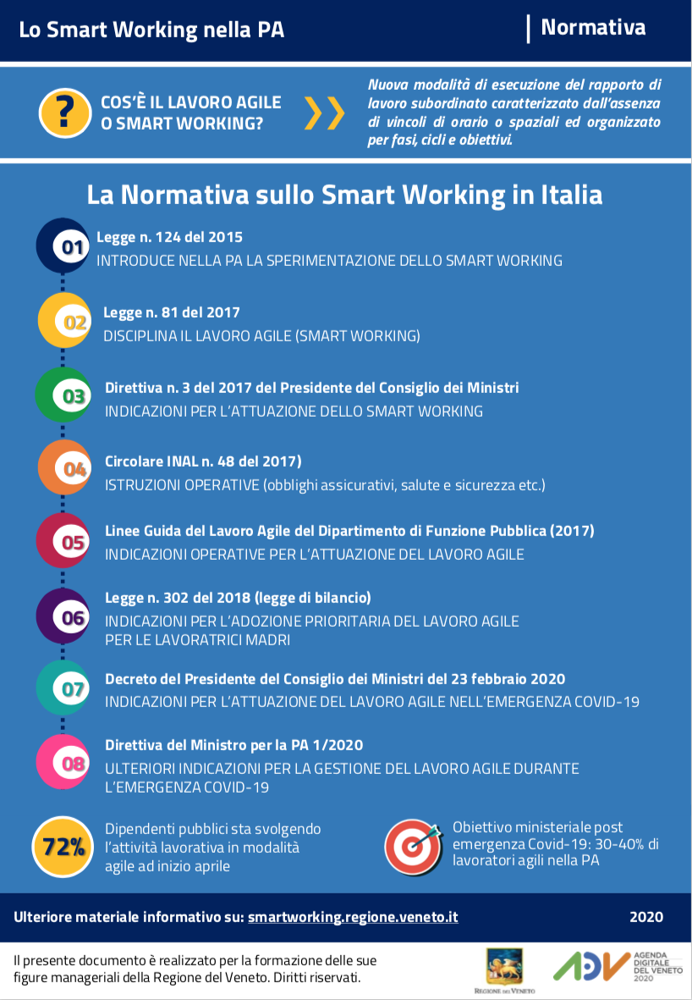 Lo Smart Working nella PA
| Normativa
?
COS'È IL LAVORO AGILE
O SMART WORKING?
Nuova modalità di esecuzione del rapporto di
lavoro subordinato caratterizzato dall'assenza
di vincoli di orario o spaziali ed organizzato
per fasi, cicli e obiettivi.
La Normativa sullo Smart Working in Italia
01
Legge n. 124 del 2015
INTRODUCE NELLA PA LA SPERIMENTAZIONE DELLO SMART WORKING
02
Legge n. 81 del 2017
DISCIPLINA IL LAVORO AGILE (SMART WORKING)
03
Direttiva n. 3 del 2017 del Presidente del Consiglio dei Ministri
INDICAZIONI PER L'ATTUAZIONE DELLO SMART WORKING
04
Circolare INAL n. 48 del 2017)
ISTRUZIONI OPERATIVE (obblighi assicurativi, salute e sicurezza etc.)
05
Linee Guida del Lavoro Agile del Dipartimento di Funzione Pubblica (2017)
INDICAZIONI OPERATIVE PER L'ATTUAZIONE DEL LAVORO AGILE
06
Legge n. 302 del 2018 (legge di bilancio)
INDICAZIONI PER L'ADOZIONE PRIORITARIA DEL LAVORO AGILE
PER LE LAVORATRICI MADRI
07
Decreto del Presidente del Consiglio dei Ministri del 23 febbraio 2020
INDICAZIONI PER L'ATTUAZIONE DEL LAVORO AGILE NELL'EMERGENZA COVID-19
08
Direttiva del Ministro per la PA 1/2020
ULTERIORI INDICAZIONI PER LA GESTIONE DEL LAVORO AGILE DURANTE
L'EMERGENZA COVID-19
72%
Dipendenti pubblici sta svolgendo
l'attività lavorativa in modalità
agile ad inizio aprile
Obiettivo ministeriale post
emergenza Covid-19: 30-40% di
lavoratori agili nella PA
Ulteriore materiale informativo su: smartworking.regione.veneto.it
2020
Il presente documento è realizzato per la formazione delle sue
figure manageriali della Regione del Veneto. Diritti riservati.
REGIONE DEL VENETO
ADV
AGENDA
DIGITALE
DEL VENETO
2020